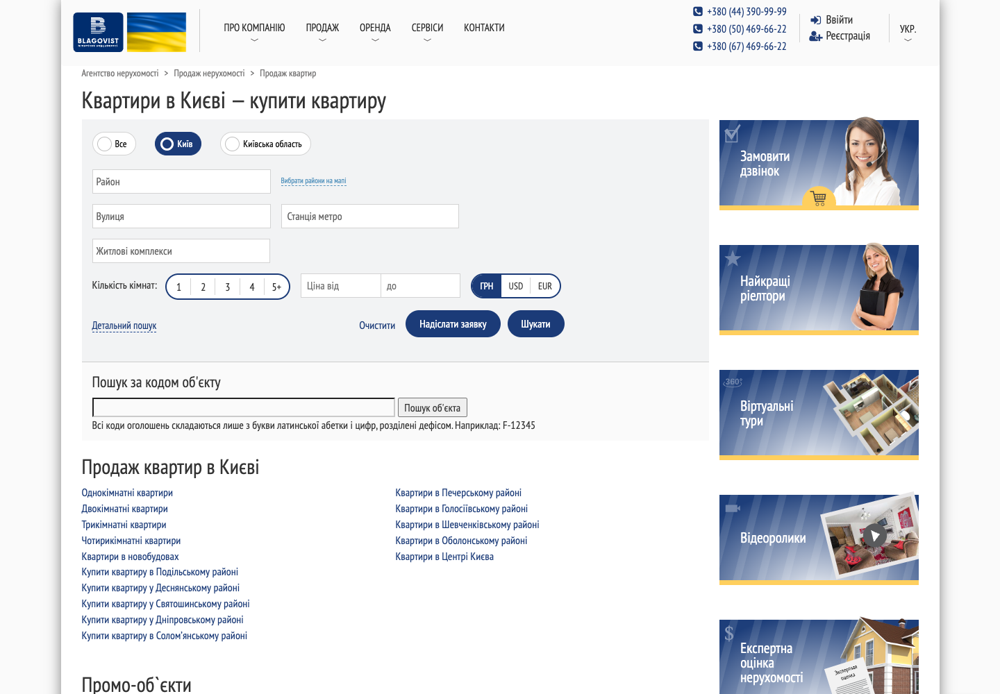 BLAGOVIST
ПРО КОМПАНІЮ
ПРОДАЖ
ОРЕНДА
СЕРВІСИ
КОНТАКТИ
+380 (44) 390-99-99
+380 (50) 469-66-22
+380 (67) 469-66-22
Ввійти
Реєстрація
УКР.
Агентство нерухомості > Продаж нерухомості > Продаж квартир
Квартири в Києві — купити квартиру
Все
Київ
Київська область
Район
Вибрати райони на мапі
Вулиця
Станція метро
Житлові комплекси
Кількість кімнат:
1 2 3 4 5+
Ціна від
до
ГРН USD EUR
Детальний пошук
Очистити
Надіслати заявку
Шукати
Пошук за кодом об'єкту
Пошук об'єкта
Всі коди оголошень складаються лише з букви латинської абетки і цифр, розділені дефісом. Наприклад: F-12345
Продаж квартир в Києві
Однокімнатні квартири
Двокімнатні квартири
Трикімнатні квартири
Чотирикімнатні квартири
Квартири в новобудовах
Купити квартиру в Подільському районі
Купити квартиру у Деснянському районі
Купити квартиру у Святошинському районі
Купити квартиру у Дніпровському районі
Купити квартиру в Солом’янському районі
Квартири в Печерському районі
Квартири в Голосіївському районі
Квартири в Шевченківському районі
Квартири в Оболонському районі
Квартири в Центрі Києва
Промо-об`єкти
Замовити
дзвінок
Найкращі
ріелтори
360°
Віртуальні
тури
Відеоролики
$
Експертна
оцінка
нерухомості
Экспертная
оценка